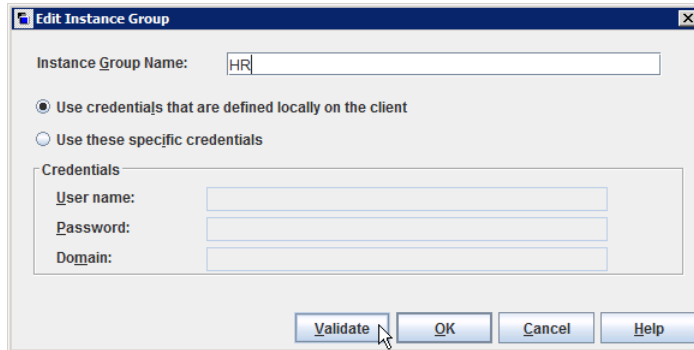 Edit Instance Group
Instance Group Name: HR
Use credentials that are defined locally on the client
Use these specific credentials
Credentials
User name:
Password:
Domain:
Validate OK Cancel Help